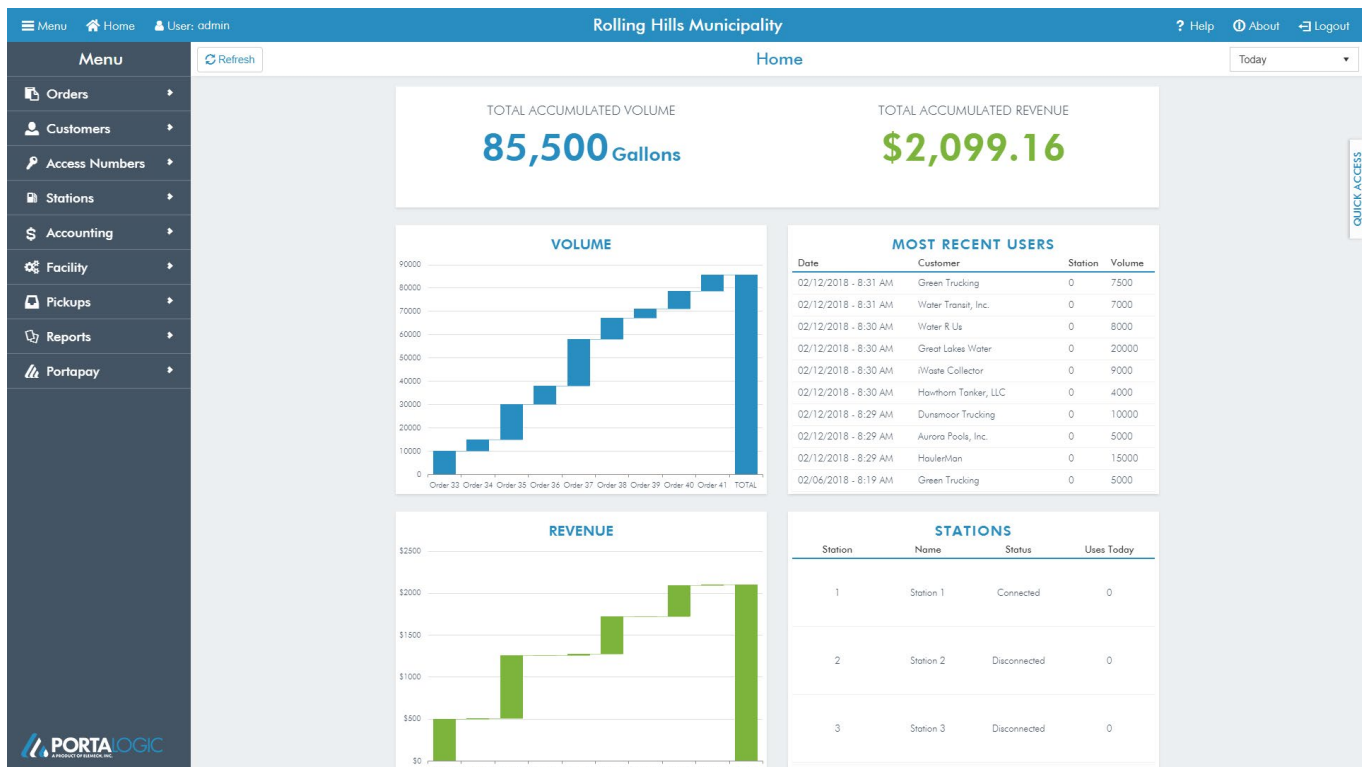 Menu Home User: admin Rolling Hills Municipality ? Help About Logout
Menu Refresh Home Today
Orders
Customers
Access Numbers
Stations
$ Accounting
Facility
Pickups
Reports
Portapay
PORTALOGIC
A PRODUCT OF ELEMECH, INC.
TOTAL ACCUMULATED VOLUME
85,500 Gallons
TOTAL ACCUMULATED REVENUE
$2,099.16
QUICK ACCESS
VOLUME
90000
80000
70000
60000
50000
40000
30000
20000
10000
0
Order 33 Order 34 Order 35 Order 36 Order 37 Order 38 Order 39 Order 40 Order 41 TOTAL
MOST RECENT USERS
Date Customer Station Volume
02/12/2018 - 8:31 AM Green Trucking 0 7500
02/12/2018 - 8:31 AM Water Transit, Inc. 0 7000
02/12/2018 - 8:30 AM Water R Us 0 8000
02/12/2018 - 8:30 AM Great Lakes Water 0 20000
02/12/2018 - 8:30 AM iWaste Collector 0 9000
02/12/2018 - 8:30 AM Hawthorn Tanker, LLC 0 4000
02/12/2018 - 8:29 AM Dunsmoor Trucking 0 10000
02/12/2018 - 8:29 AM Aurora Pools, Inc. 0 5000
02/12/2018 - 8:29 AM HaulerMan 0 15000
02/06/2018 - 8:19 AM Green Trucking 0 5000
REVENUE
$2500
$2000
$1500
$1000
$500
$0
STATIONS
Station Name Status Uses Today
1 Station 1 Connected 0
2 Station 2 Disconnected 0
3 Station 3 Disconnected 0